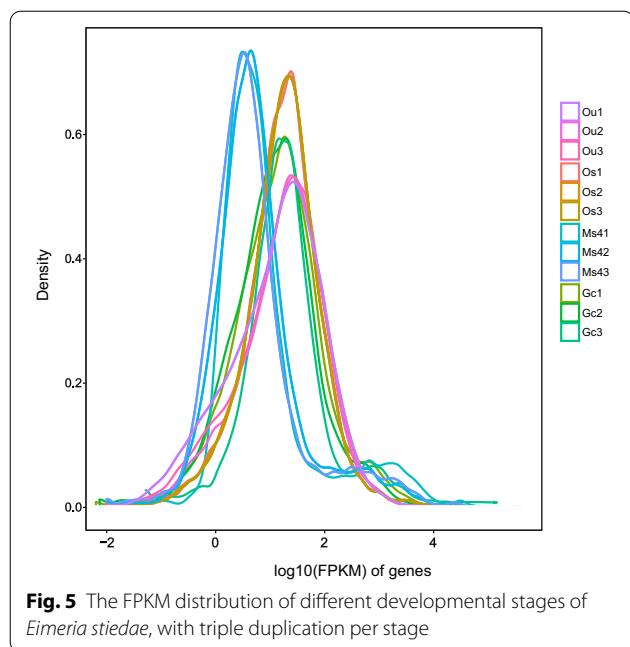 0.6
0.4
0.2
0.0
Density
−2
0
2
4
log10(FPKM) of genes
Ou1
Ou2
Ou3
Os1
Os2
Os3
Ms41
Ms42
Ms43
Gc1
Gc2
Gc3
Fig. 5 The FPKM distribution of different developmental stages of
Eimeria stiedae, with triple duplication per stage